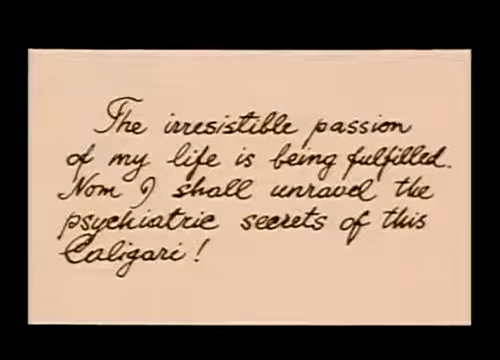 The irresistible passion
of my life is being fulfilled.
Now I shall unravel the
psychiatric secrets of this
Caligari!